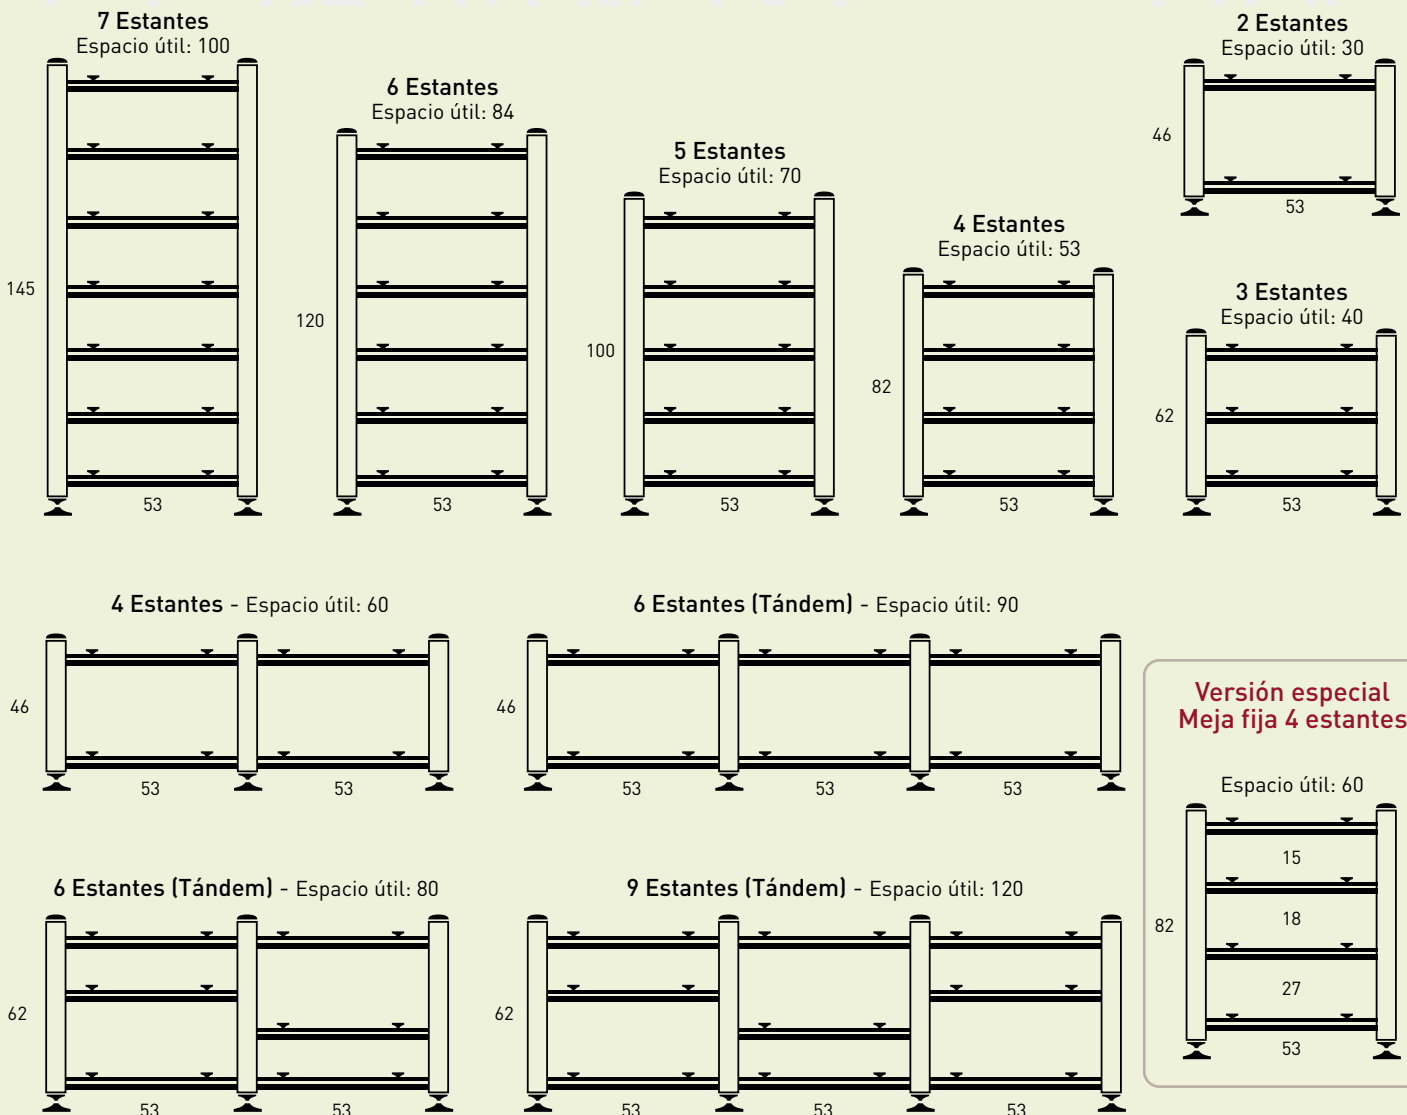 7 Estantes
Espacio útil: 100
145
53
6 Estantes
Espacio útil: 84
120
53
5 Estantes
Espacio útil: 70
100
53
4 Estantes
Espacio útil: 53
82
53
2 Estantes
Espacio útil: 30
46
53
3 Estantes
Espacio útil: 40
62
53
4 Estantes - Espacio útil: 60
46
53 53
6 Estantes (Tándem) - Espacio útil: 90
46
53 53 53
6 Estantes (Tándem) - Espacio útil: 80
62
53 53
9 Estantes (Tándem) - Espacio útil: 120
62
53 53 53
Versión especial
Meja fija 4 estantes
Espacio útil: 60
15
18
82
27
53